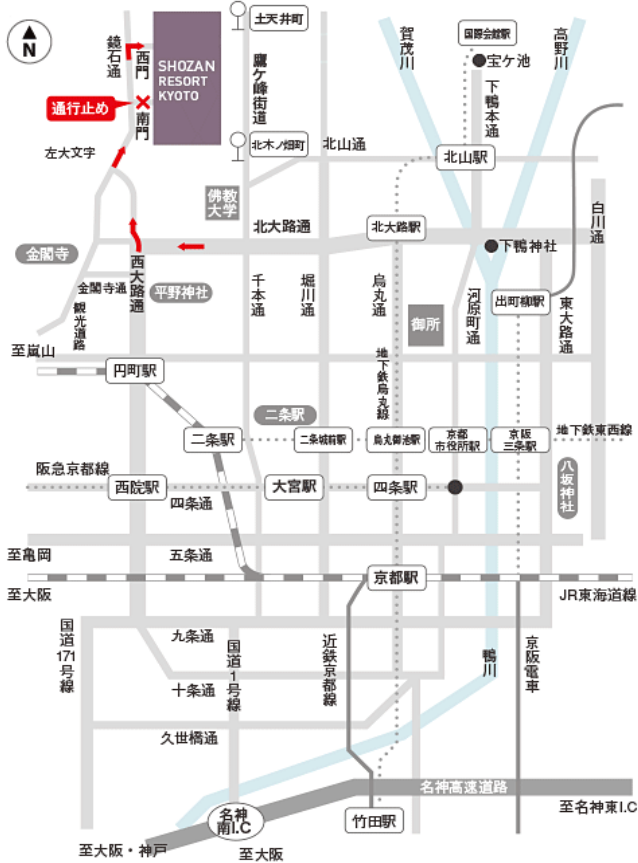 N
土天井町
国際会館駅
鏡石通
西門
SHOZAN
RESORT
KYOTO
鷹ケ峰街道
賀茂川
高野川
宝ケ池
下鴨本通
通行止め
南門
左大文字
北木ノ畑町
北山通
北山駅
佛教
大学
北大路通
北大路駅
白川通
金閣寺
西大路通
下鴨神社
金閣寺通
平野神社
観光道路
千本通
堀川通
烏丸通
御所
河原町通
出町柳駅
東大路通
至嵐山
円町駅
地下鉄烏丸線
二条駅
二条駅
二条城前駅
烏丸御池駅
京都
市役所駅
京阪
三条駅
地下鉄東西線
阪急京都線
西院駅
四条通
大宮駅
四条駅
八坂神社
至亀岡
五条通
至大阪
京都駅
JR東海道線
国道171号線
九条通
国道1号線
近鉄京都線
鴨川
京阪電車
十条通
久世橋通
名神高速道路
至名神東I.C
名神
南I.C
竹田駅
至大阪・神戸
至大阪